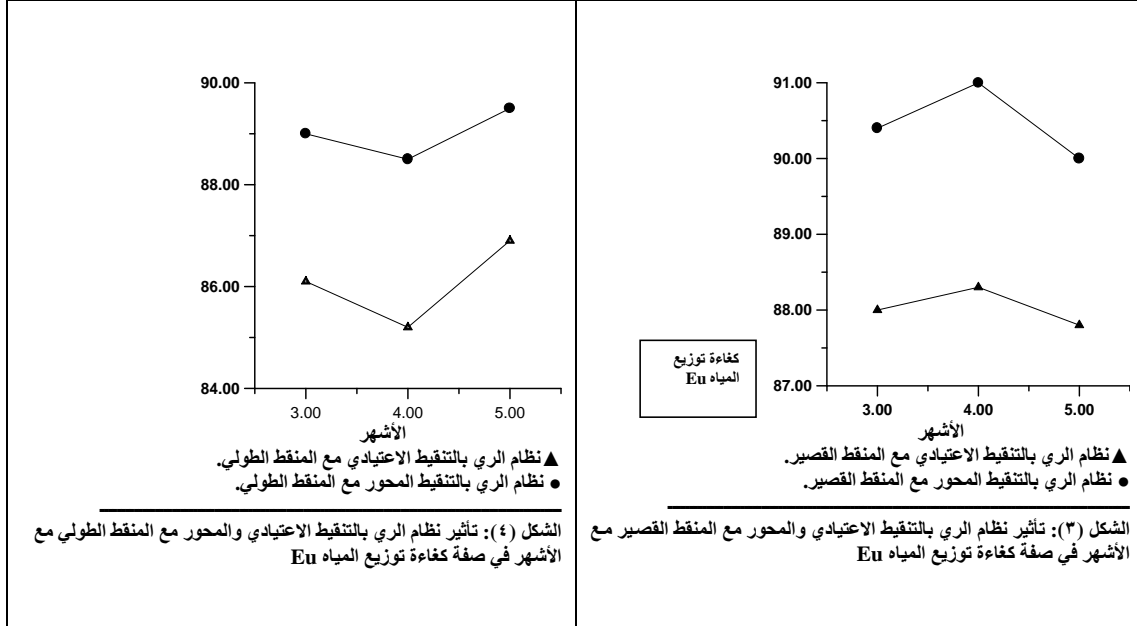 91.00
90.00
89.00
88.00
87.00
3.00 4.00 5.00
الأشهر
كغاءة توزيع
المياه Eu
▲ نظام الري بالتنقيط الاعتيادي مع المنقط القصير.
● نظام الري بالتنقيط المحور مع المنقط القصير.
الشكل (٣): تأثير نظام الري بالتنقيط الاعتيادي والمحور مع المنقط القصير مع
الأشهر في صفة كغاءة توزيع المياه Eu
90.00
88.00
86.00
84.00
3.00 4.00 5.00
الأشهر
▲ نظام الري بالتنقيط الاعتيادي مع المنقط الطولي.
● نظام الري بالتنقيط المحور مع المنقط الطولي.
الشكل (٤): تأثير نظام الري بالتنقيط الاعتيادي والمحور مع المنقط الطولي مع
الأشهر في صفة كغاءة توزيع المياه Eu